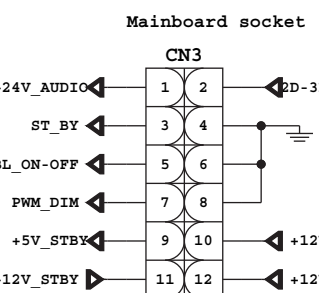 Mainboard socket
CN3
24V_AUDIO 1 2 2D-3
ST_BY 3 4
L_ON-OFF 5 6
PWM_DIM 7 8
+5V_STBY 9 10 +12
12V_STBY 11 12 +12